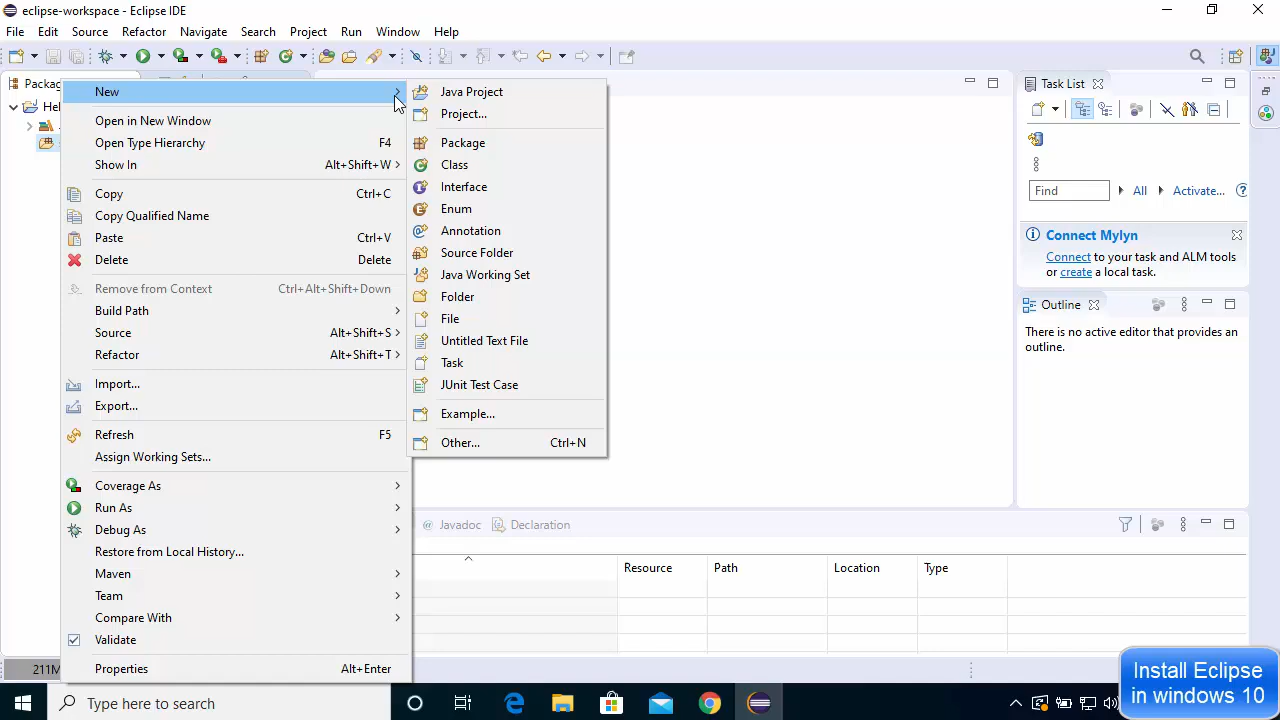 eclipse-workspace - Eclipse IDE
File Edit Source Refactor Navigate Search Project Run Window Help
New
Open in New Window
Open Type Hierarchy F4
Show In Alt+Shift+W
Copy Ctrl+C
Copy Qualified Name
Paste Ctrl+V
Delete Delete
Remove from Context Ctrl+Alt+Shift+Down
Build Path
Source Alt+Shift+S
Refactor Alt+Shift+T
Import...
Export...
Refresh F5
Assign Working Sets...
Coverage As
Run As
Debug As
Restore from Local History...
Maven
Team
Compare With
Validate
Properties Alt+Enter
Java Project
Project...
Package
Class
Interface
Enum
Annotation
Source Folder
Java Working Set
Folder
File
Untitled Text File
Task
JUnit Test Case
Example...
Other... Ctrl+N
Task List
Find All Activate...
Connect Mylyn
Connect to your task and ALM tools
or create a local task.
Outline
There is no active editor that provides an
outline.
Javadoc Declaration
Resource Path Location Type
211M
Type here to search
Install Eclipse
in windows 10